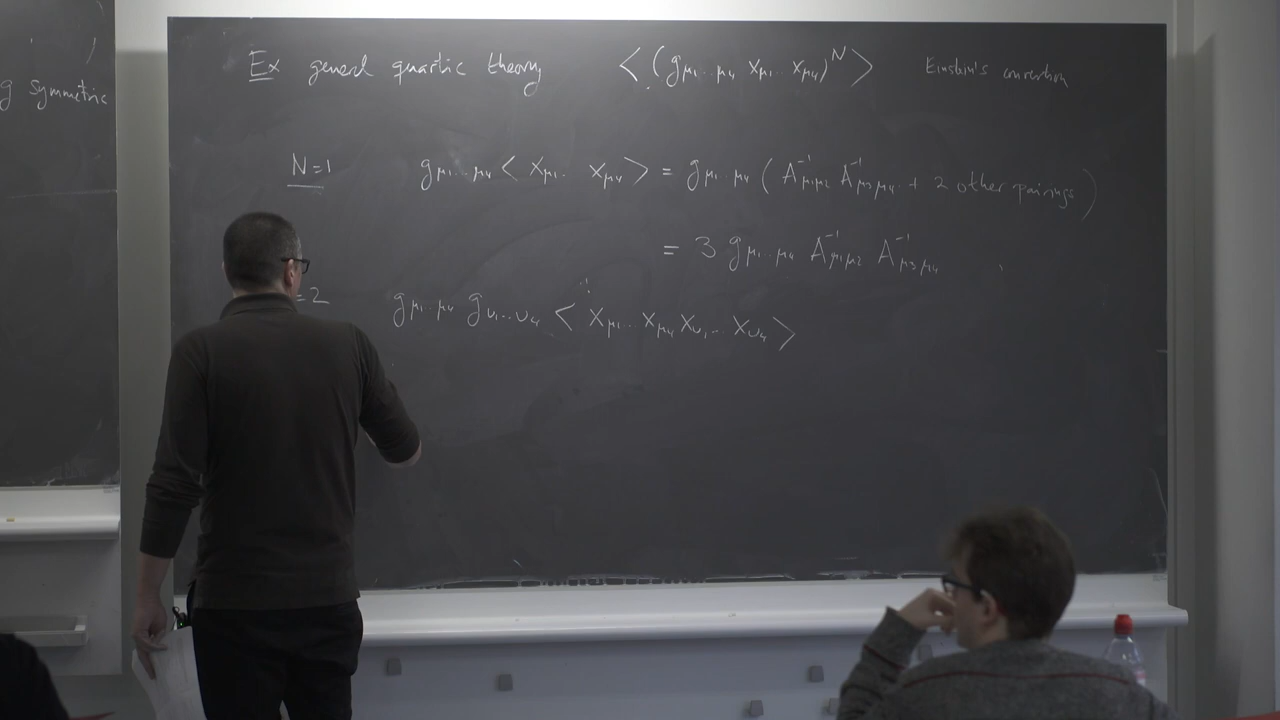 g symmetric
Ex general quartic theory < (g_{μ1...μ4} x_{μ1}... x_{μ4})^N > Einstein's convention
N=1 g_{μ1...μ4} < x_{μ1}. x_{μ4} > = g_{μ1..μ4} ( A^{-1}_{μ1μ2} A^{-1}_{μ3μ4} + 2 other pairings )
= 3 g_{μ1...μ4} A^{-1}_{μ1μ2} A^{-1}_{μ3μ4}
=2 g_{μ1...μ4} g_{ν1...ν4} < x_{μ1}.. x_{μ4} x_{ν1}... x_{ν4} >